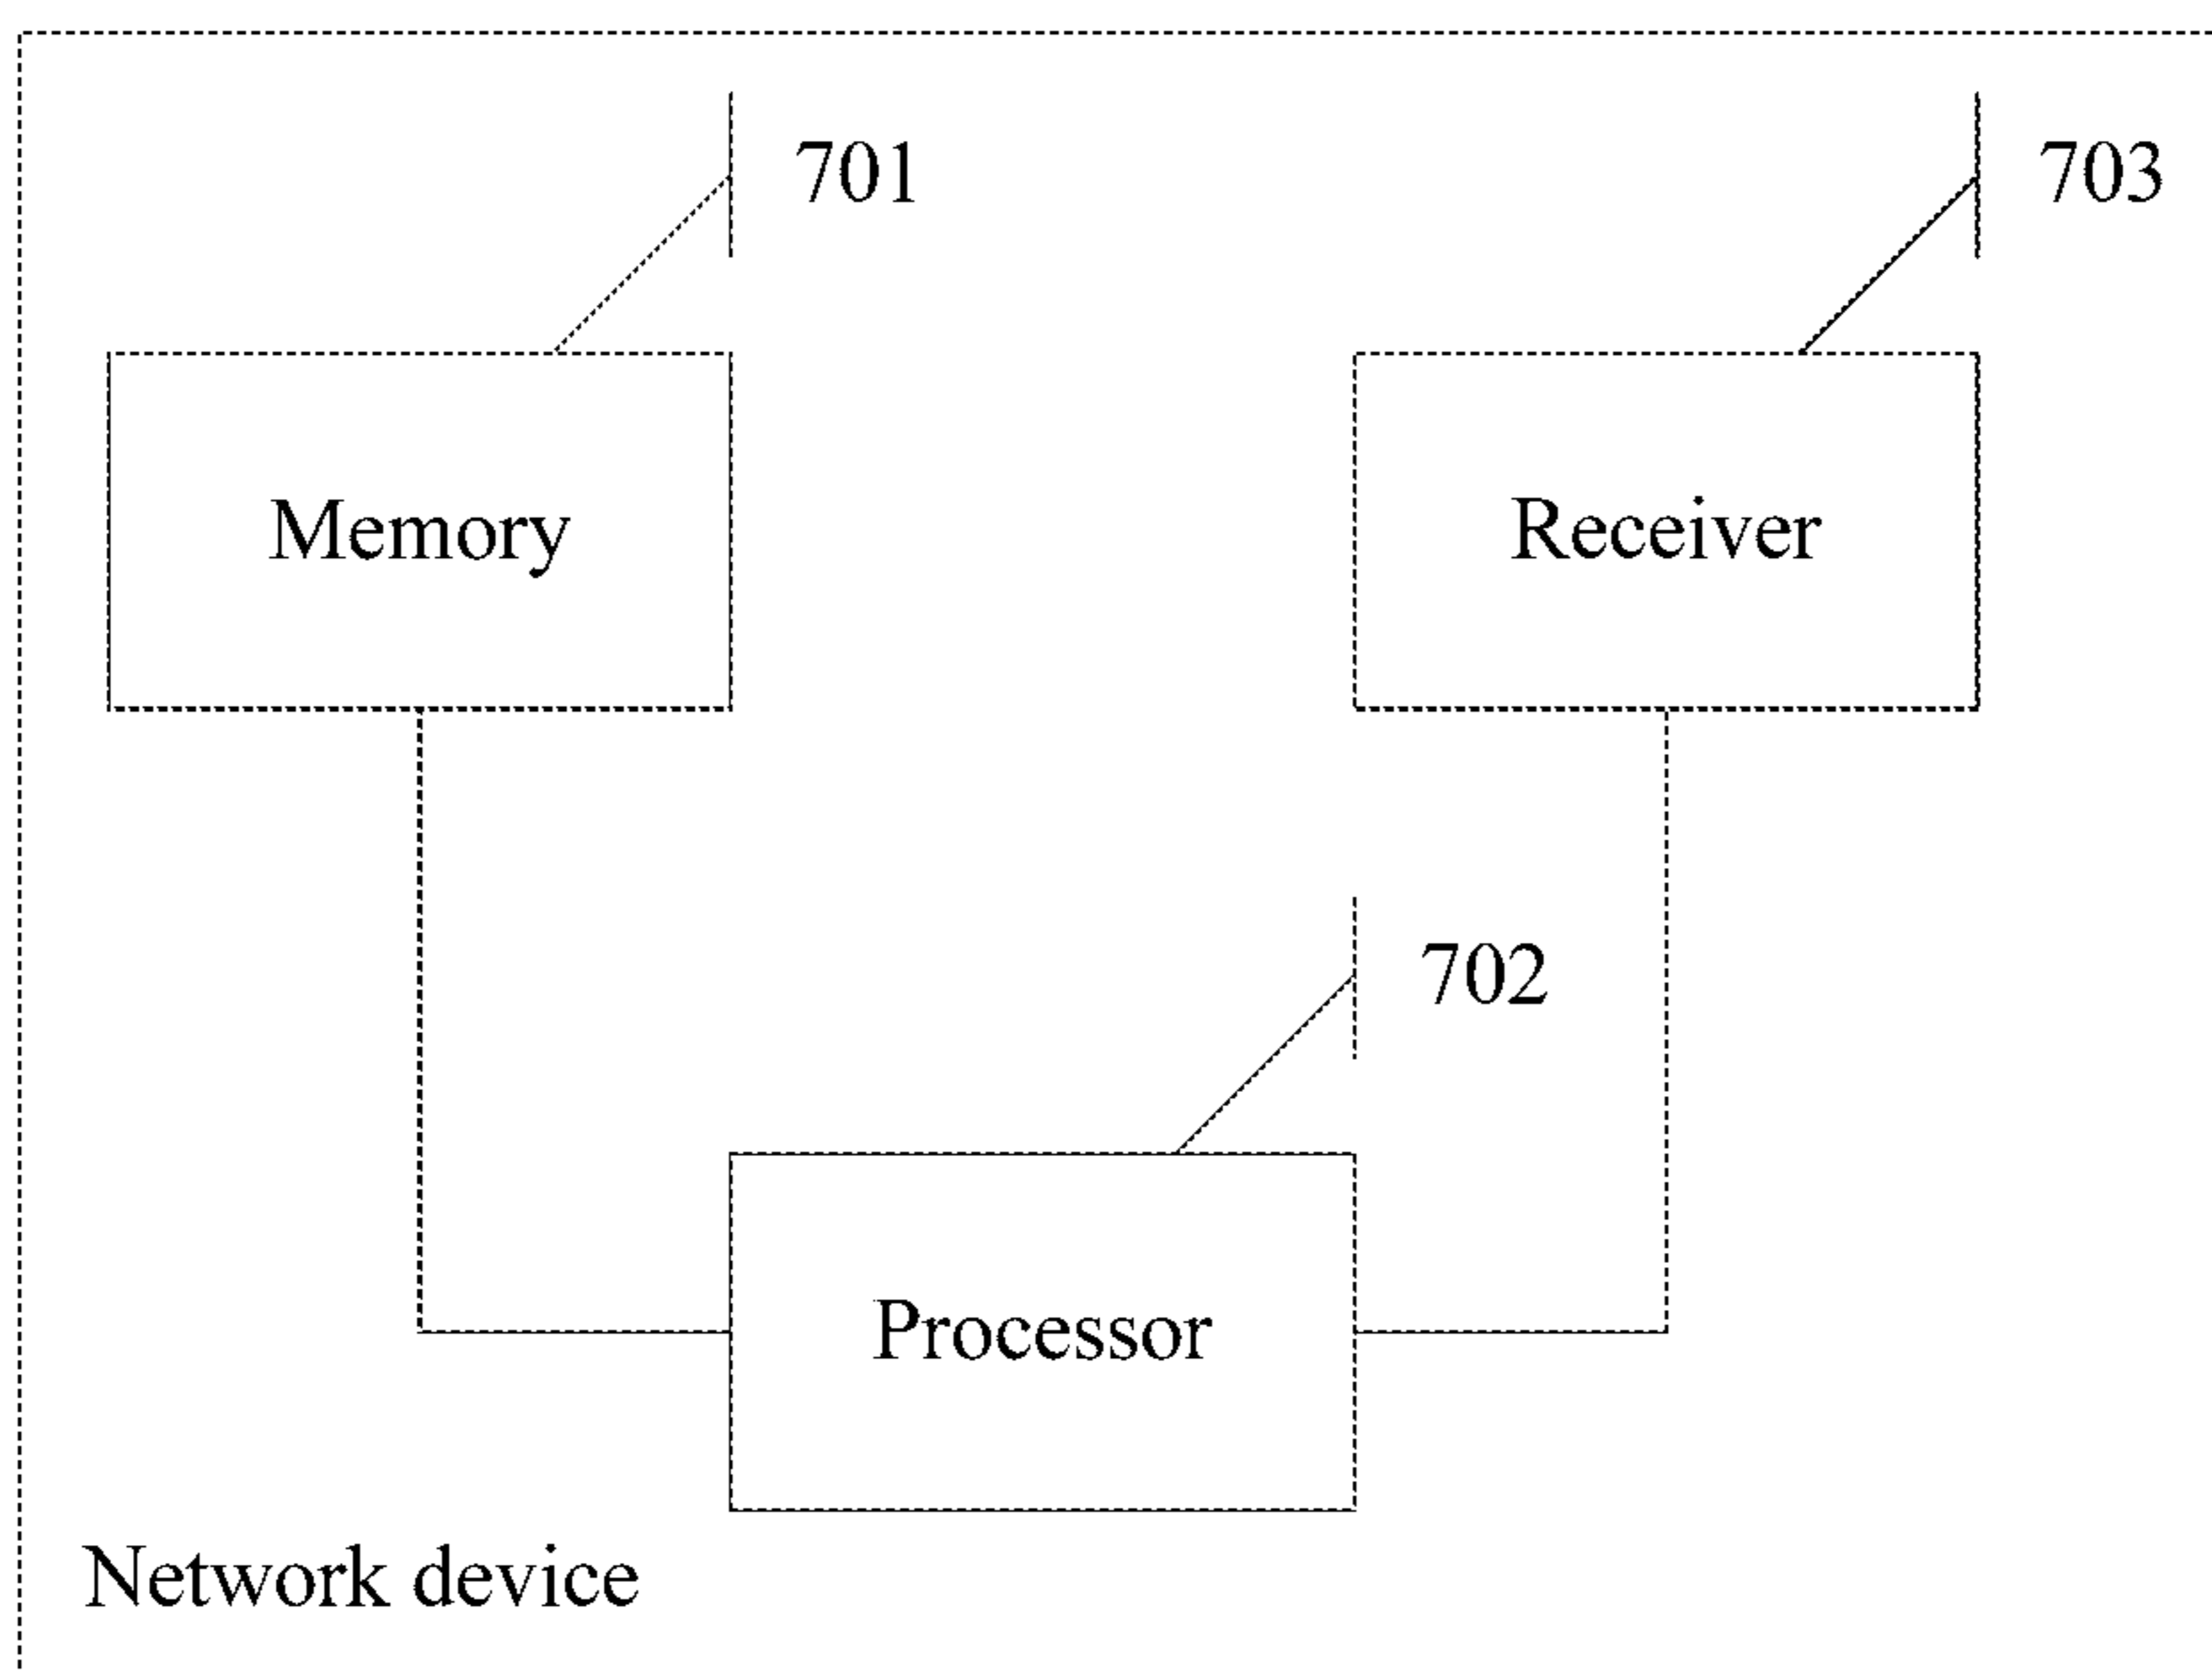 701
703
Memory
Receiver
702
Processor
Network device